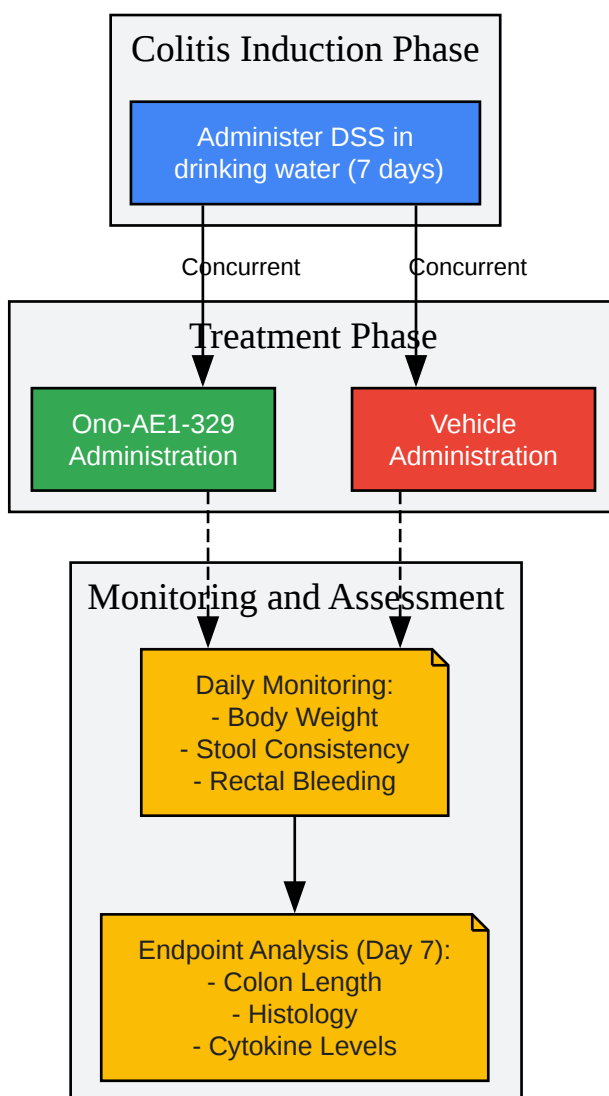 Colitis Induction Phase
Administer DSS in
drinking water (7 days)
Concurrent
Concurrent
Treatment Phase
Ono-AE1-329
Administration
Vehicle
Administration
Monitoring and Assessment
Daily Monitoring:
- Body Weight
- Stool Consistency
- Rectal Bleeding
Endpoint Analysis (Day 7):
- Colon Length
- Histology
- Cytokine Levels